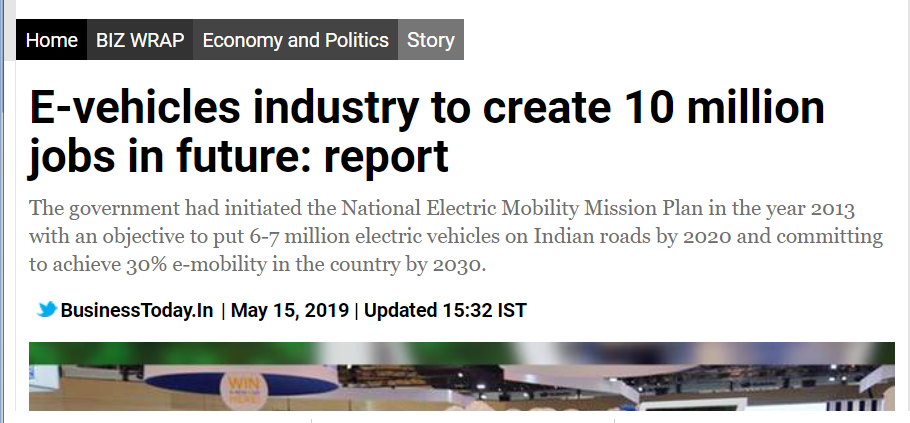 Home BIZ WRAP Economy and Politics Story
E-vehicles industry to create 10 million
jobs in future: report
The government had initiated the National Electric Mobility Mission Plan in the year 2013
with an objective to put 6-7 million electric vehicles on Indian roads by 2020 and committing
to achieve 30% e-mobility in the country by 2030.
BusinessToday.In | May 15, 2019 | Updated 15:32 IST
WIN